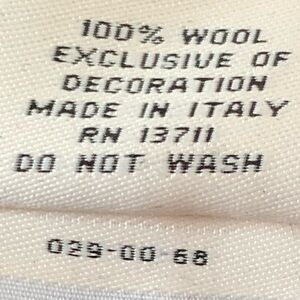 100% WOOL
EXCLUSIVE OF
DECORATION
MADE IN ITALY
RN 13711
DO NOT WASH
029-00-68